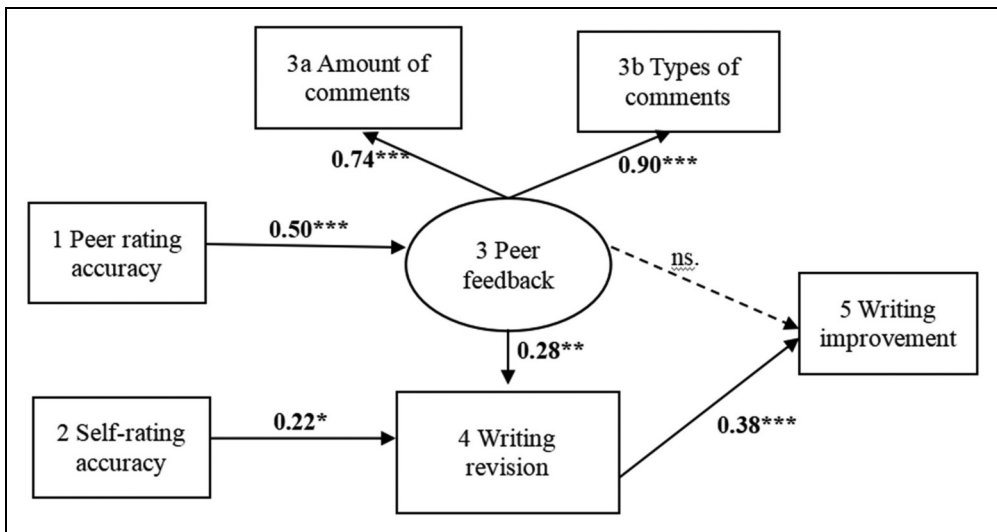 3a Amount of
comments
3b Types of
comments
0.74***
0.90***
1 Peer rating
accuracy
0.50***
3 Peer
feedback
ns.
5 Writing
improvement
0.28**
2 Self-rating
accuracy
0.22*
4 Writing
revision
0.38***